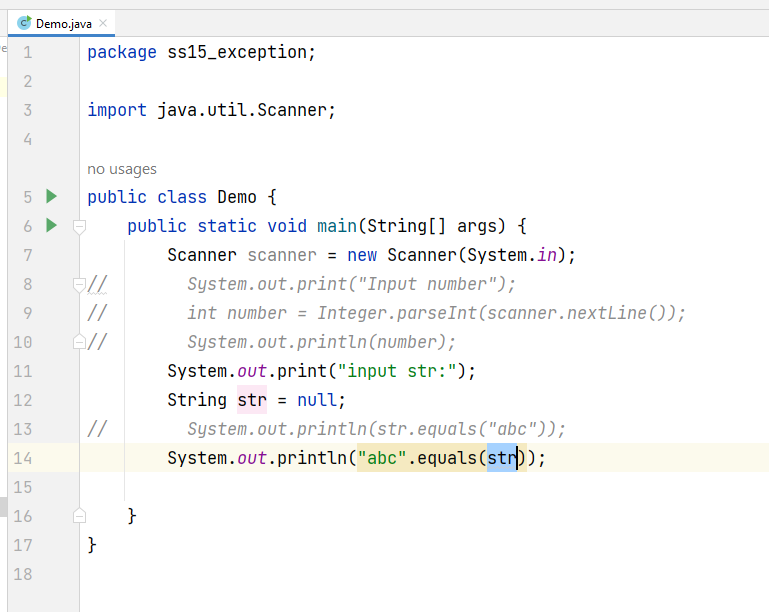 Demo.java
1 package ss15_exception;
2
3 import java.util.Scanner;
4
no usages
5 public class Demo {
6 public static void main(String[] args) {
7 Scanner scanner = new Scanner(System.in);
8 // System.out.print("Input number");
9 // int number = Integer.parseInt(scanner.nextLine());
10 // System.out.println(number);
11 System.out.print("input str:");
12 String str = null;
13 // System.out.println(str.equals("abc"));
14 System.out.println("abc".equals(str));
15
16 }
17 }
18